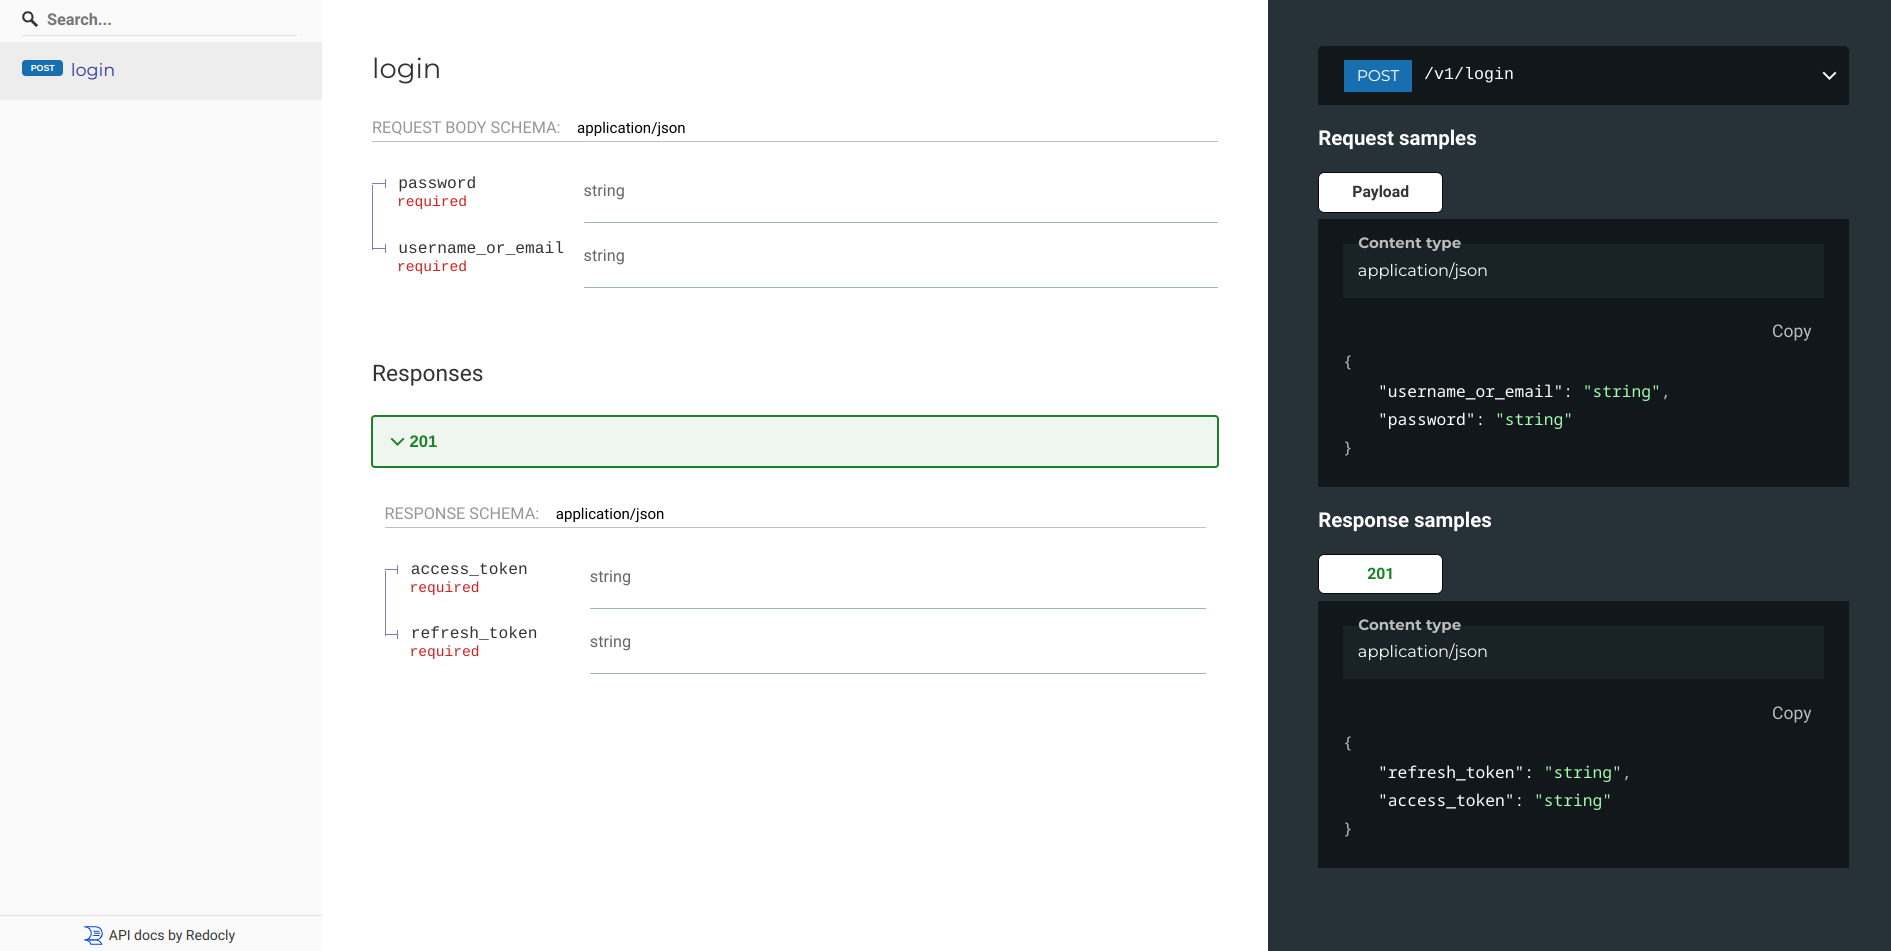 Search...
POST login
API docs by Redocly
login
REQUEST BODY SCHEMA: application/json
password
required
string
username_or_email
required
string
Responses
201
RESPONSE SCHEMA: application/json
access_token
required
string
refresh_token
required
string
POST /v1/login
Request samples
Payload
Content type
application/json
Copy
{
"username_or_email": "string",
"password": "string"
}
Response samples
201
Content type
application/json
Copy
{
"refresh_token": "string",
"access_token": "string"
}